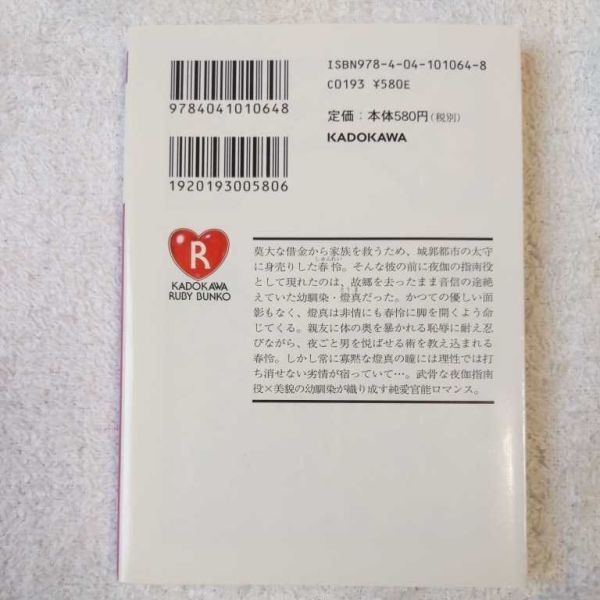 ISBN978-4-04-101064-8
C0193 ¥580E
定価:本体580円(税別)
KADOKAWA
9784041010648
1920193005806
R
KADOKAWA
RUBY BUNKO
莫大な借金から家族を救うため、城郭都市の太守
に身売りした春怜。そんな彼の前に夜伽の指南役
として現れたのは、故郷を去ったまま音信の途絶
えていた幼馴染・燈真だった。かつての優しい面
影もなく、燈真は非情にも春怜に脚を開くよう命
じてくる。親友に体の奥を暴かれる恥辱に耐え忍
びながら、夜ごと男を悦ばせる術を教え込まれる
春怜。しかし常に寡黙な燈真の瞳には理性では打
ち消せない劣情が宿っていて…。武骨な夜伽指南
役×美貌の幼馴染が織り成す純愛官能ロマンス。